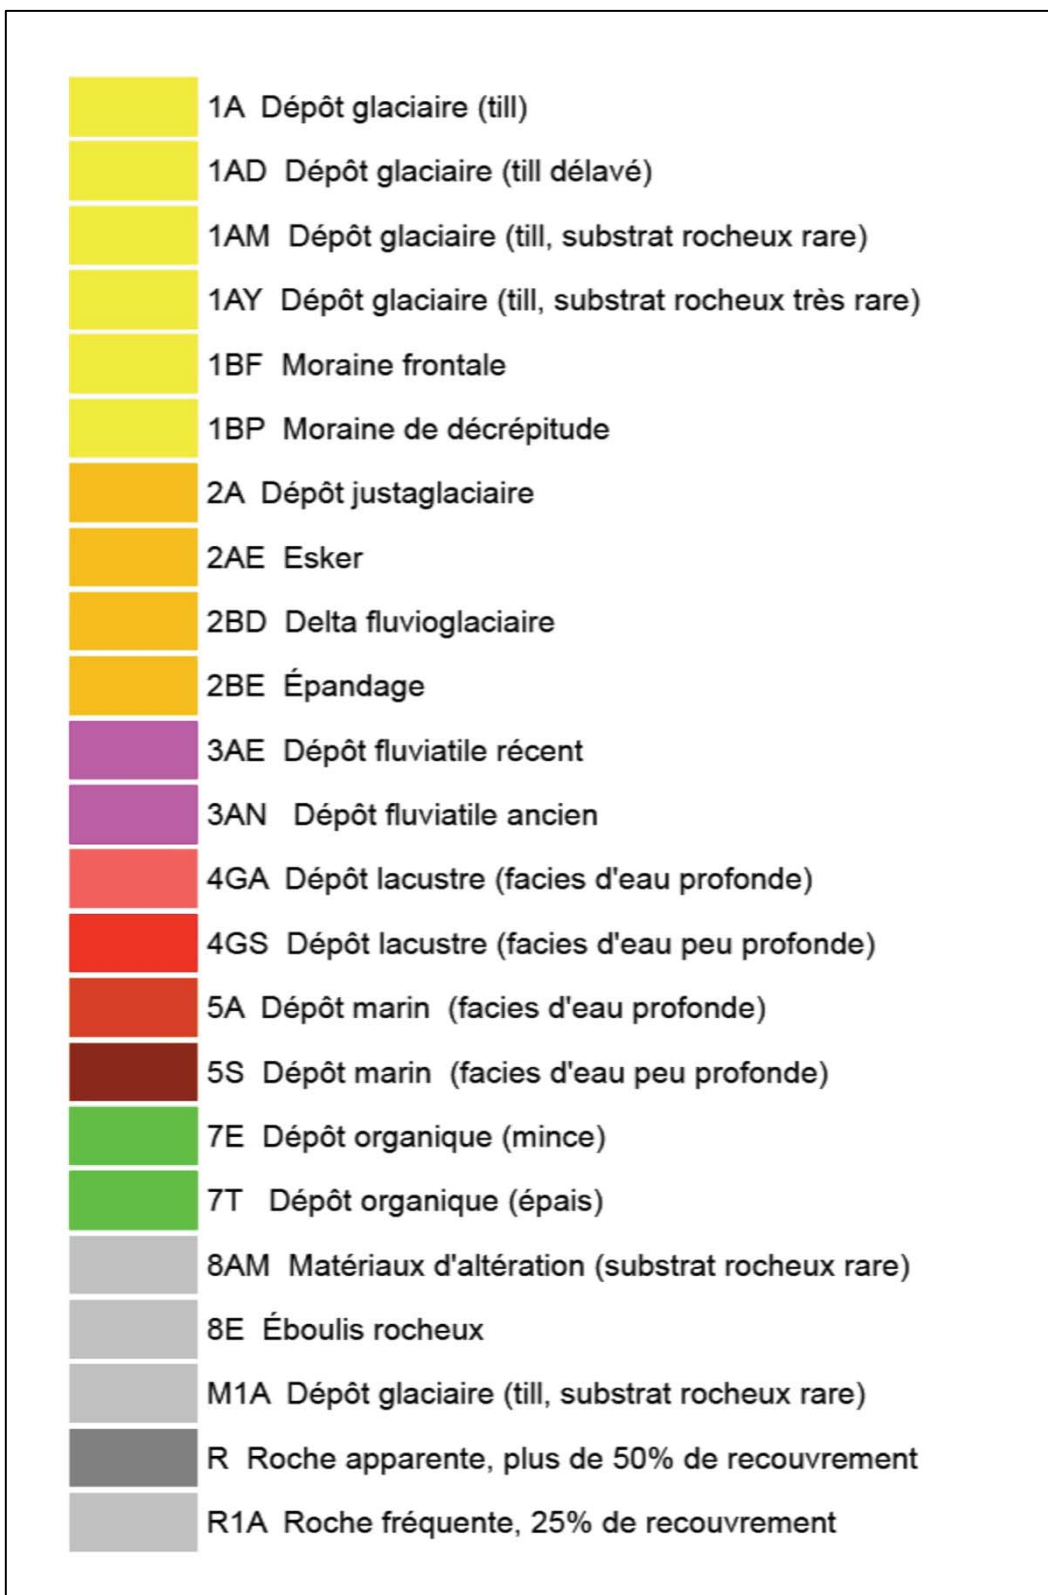 1A Dépôt glaciaire (till)
1AD Dépôt glaciaire (till délavé)
1AM Dépôt glaciaire (till, substrat rocheux rare)
1AY Dépôt glaciaire (till, substrat rocheux très rare)
1BF Moraine frontale
1BP Moraine de décrépitude
2A Dépôt justaglaciaire
2AE Esker
2BD Delta fluvioglaciaire
2BE Épandage
3AE Dépôt fluviatile récent
3AN Dépôt fluviatile ancien
4GA Dépôt lacustre (facies d'eau profonde)
4GS Dépôt lacustre (facies d'eau peu profonde)
5A Dépôt marin (facies d'eau profonde)
5S Dépôt marin (facies d'eau peu profonde)
7E Dépôt organique (mince)
7T Dépôt organique (épais)
8AM Matériaux d'altération (substrat rocheux rare)
8E Éboulis rocheux
M1A Dépôt glaciaire (till, substrat rocheux rare)
R Roche apparente, plus de 50% de recouvrement
R1A Roche fréquente, 25% de recouvrement